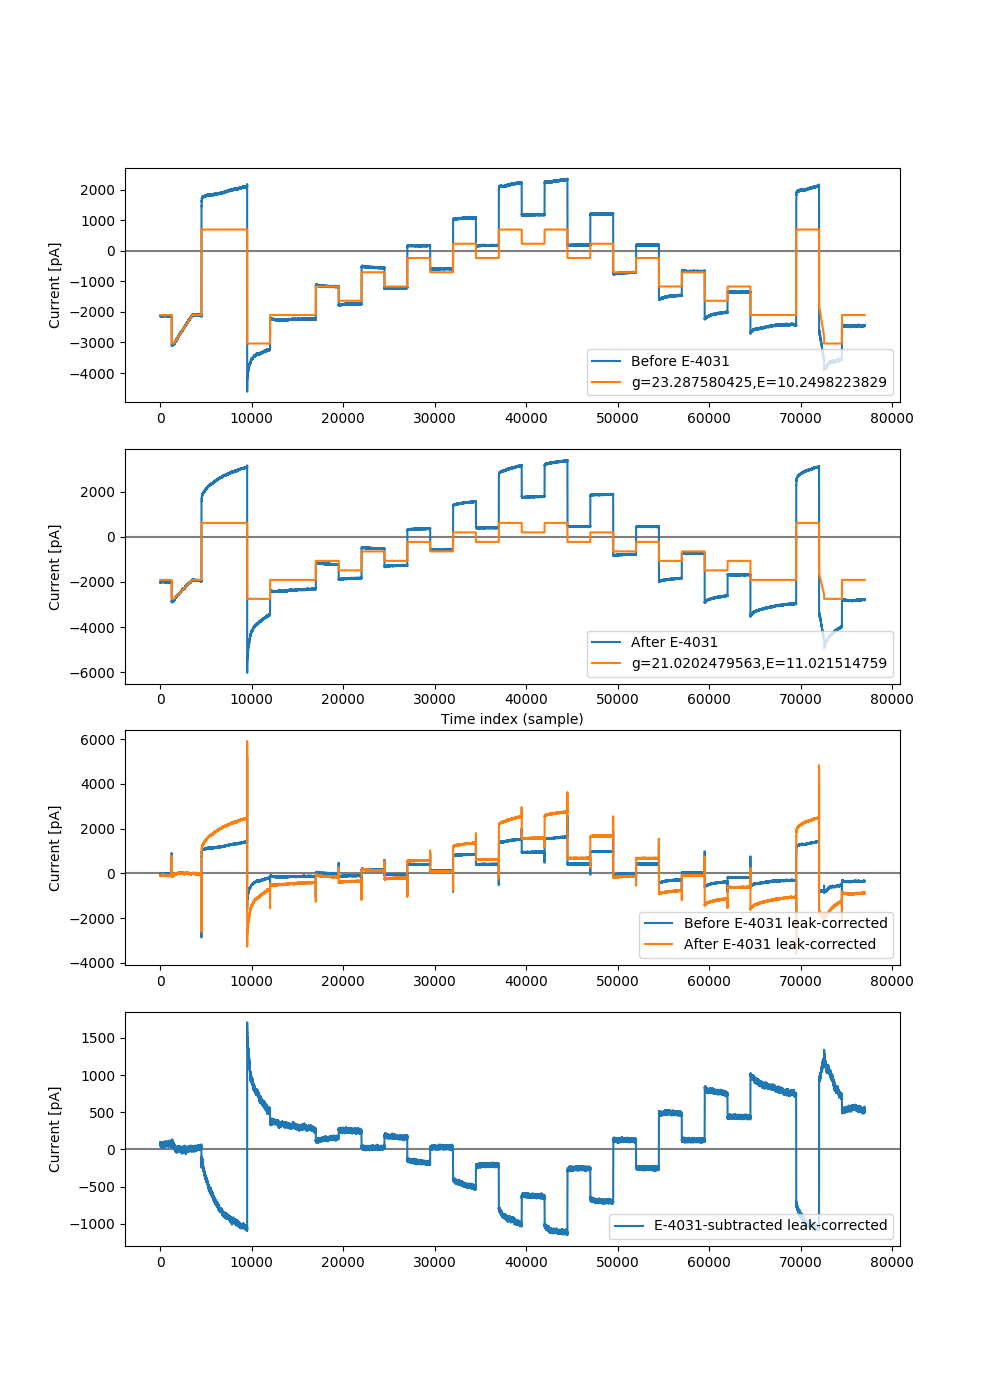 2000
1000
0
−1000
−2000
−3000
−4000
Current [pA]
Before E-4031
g=23.287580425,E=10.2498223829
0 10000 20000 30000 40000 50000 60000 70000 80000
2000
0
−2000
−4000
−6000
Current [pA]
After E-4031
g=21.0202479563,E=11.021514759
0 10000 20000 30000 40000 50000 60000 70000 80000
Time index (sample)
6000
4000
2000
0
−2000
−4000
Current [pA]
Before E-4031 leak-corrected
After E-4031 leak-corrected
0 10000 20000 30000 40000 50000 60000 70000 80000
1500
1000
500
0
−500
−1000
Current [pA]
E-4031-subtracted leak-corrected
0 10000 20000 30000 40000 50000 60000 70000 80000